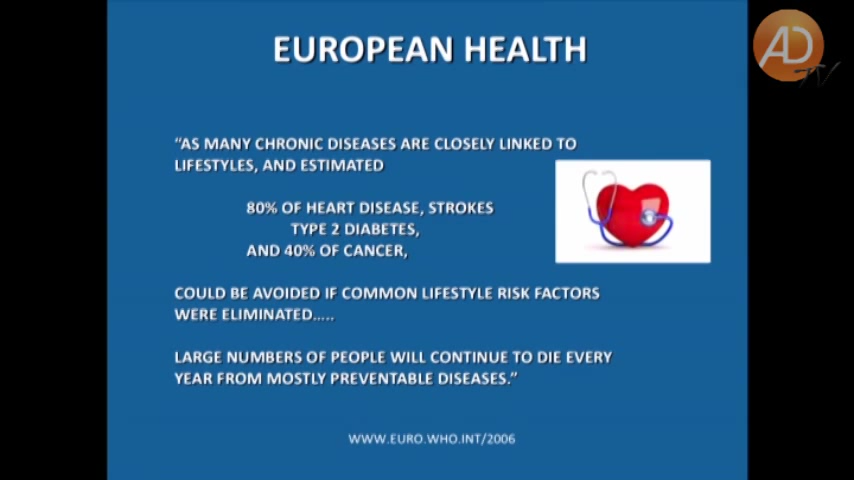 EUROPEAN HEALTH
AD
TV
"AS MANY CHRONIC DISEASES ARE CLOSELY LINKED TO
LIFESTYLES, AND ESTIMATED
80% OF HEART DISEASE, STROKES
TYPE 2 DIABETES,
AND 40% OF CANCER,
COULD BE AVOIDED IF COMMON LIFESTYLE RISK FACTORS
WERE ELIMINATED.....
LARGE NUMBERS OF PEOPLE WILL CONTINUE TO DIE EVERY
YEAR FROM MOSTLY PREVENTABLE DISEASES."
WWW.EURO.WHO.INT/2006